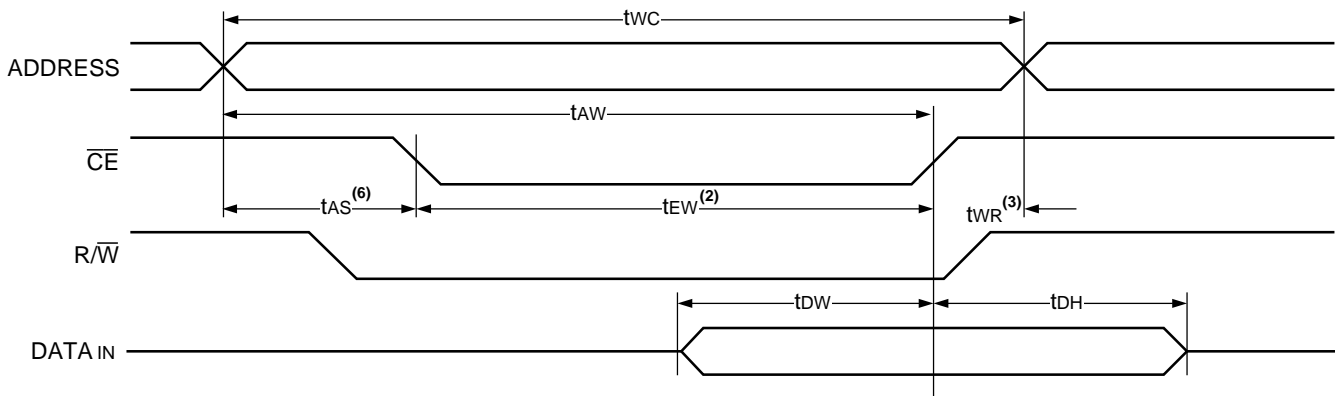 tWC
ADDRESS
tAW
CE
tAS(6)
tEW(2)
tWR(3)
R/W
tDW
tDH
DATA IN